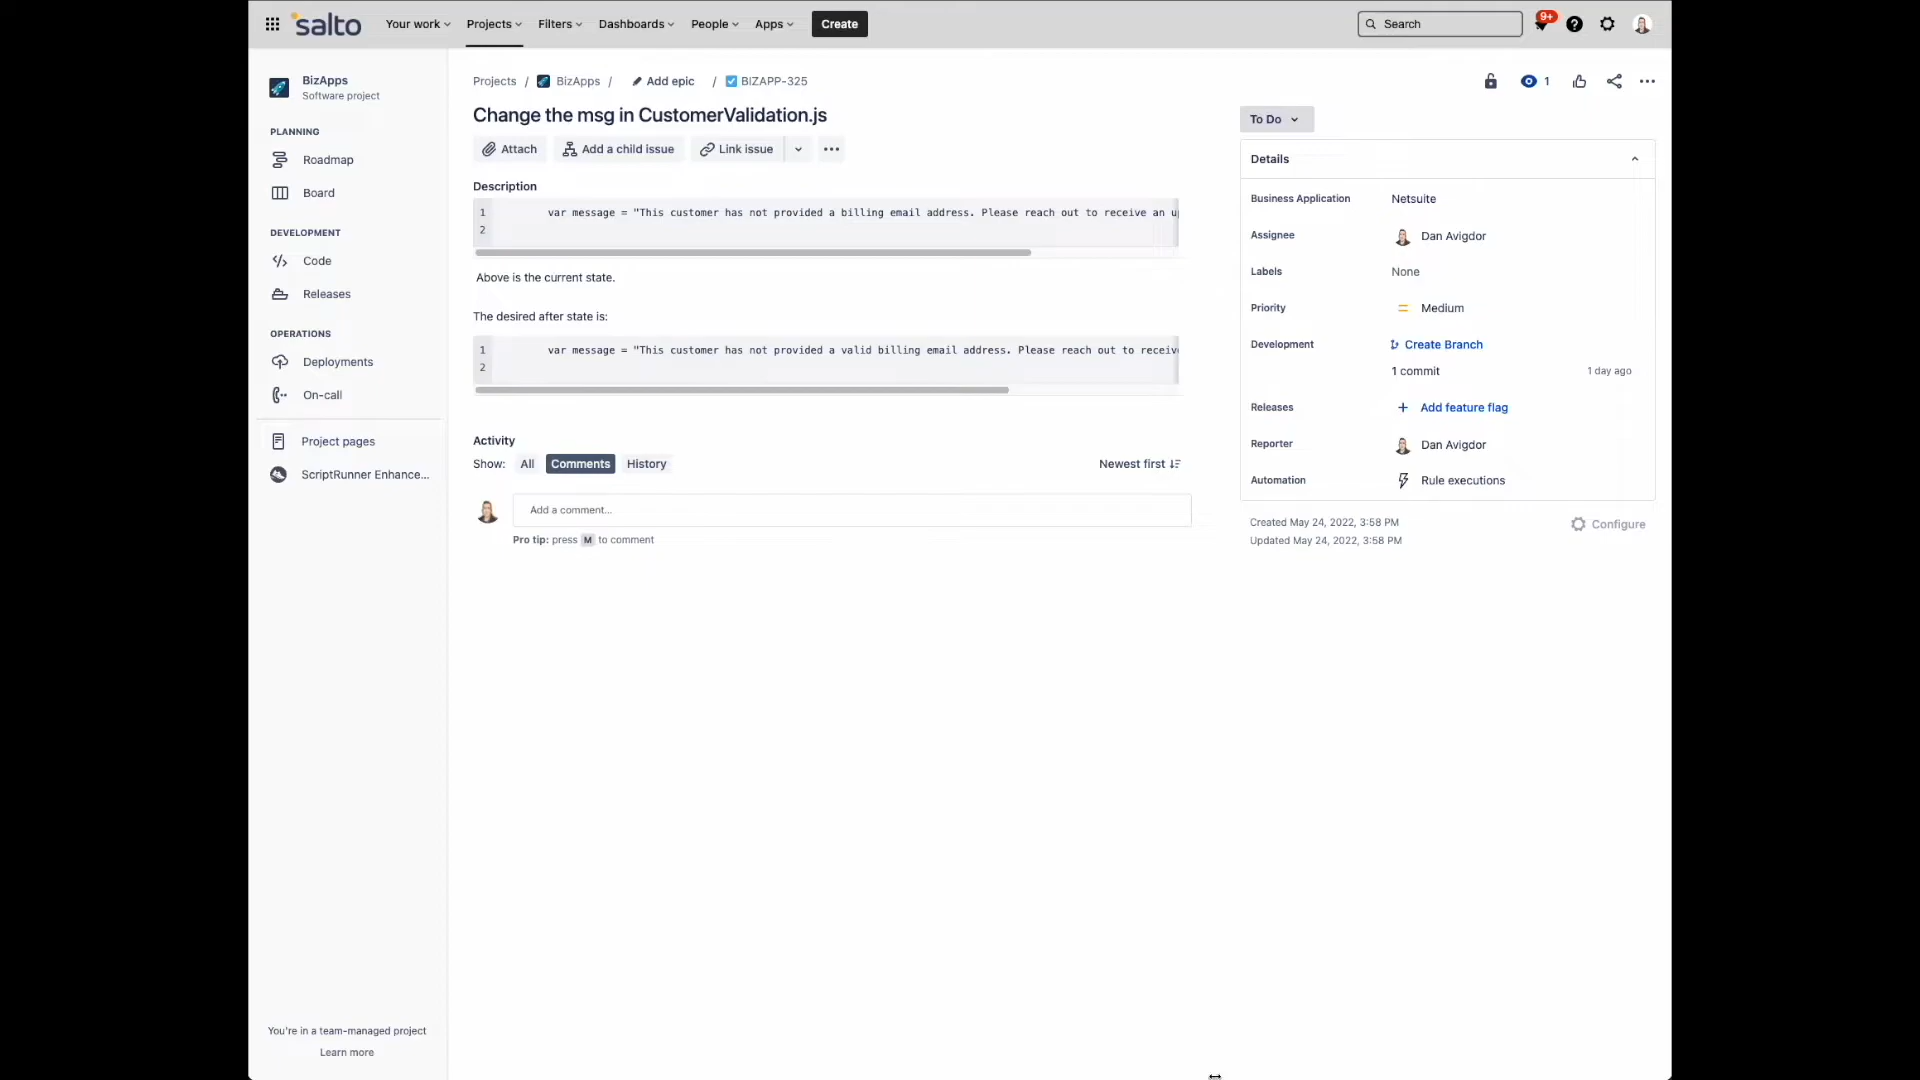 salto
Your work
Projects
Filters
Dashboards
People
Apps
Create
Search
9+
BizApps
Software project
PLANNING
Roadmap
Board
DEVELOPMENT
Code
Releases
OPERATIONS
Deployments
On-call
Project pages
ScriptRunner Enhance...
You're in a team-managed project
Learn more
Projects / BizApps / Add epic / BIZAPP-325
1
Change the msg in CustomerValidation.js
Attach
Add a child issue
Link issue
Description
1 var message = "This customer has not provided a billing email address. Please reach out to receive an u
2
Above is the current state.
The desired after state is:
1 var message = "This customer has not provided a valid billing email address. Please reach out to receiv
2
Activity
Show: All Comments History
Newest first
Add a comment...
Pro tip: press M to comment
To Do
Details
Business Application Netsuite
Assignee Dan Avigdor
Labels None
Priority Medium
Development Create Branch
1 commit 1 day ago
Releases + Add feature flag
Reporter Dan Avigdor
Automation Rule executions
Created May 24, 2022, 3:58 PM
Configure
Updated May 24, 2022, 3:58 PM